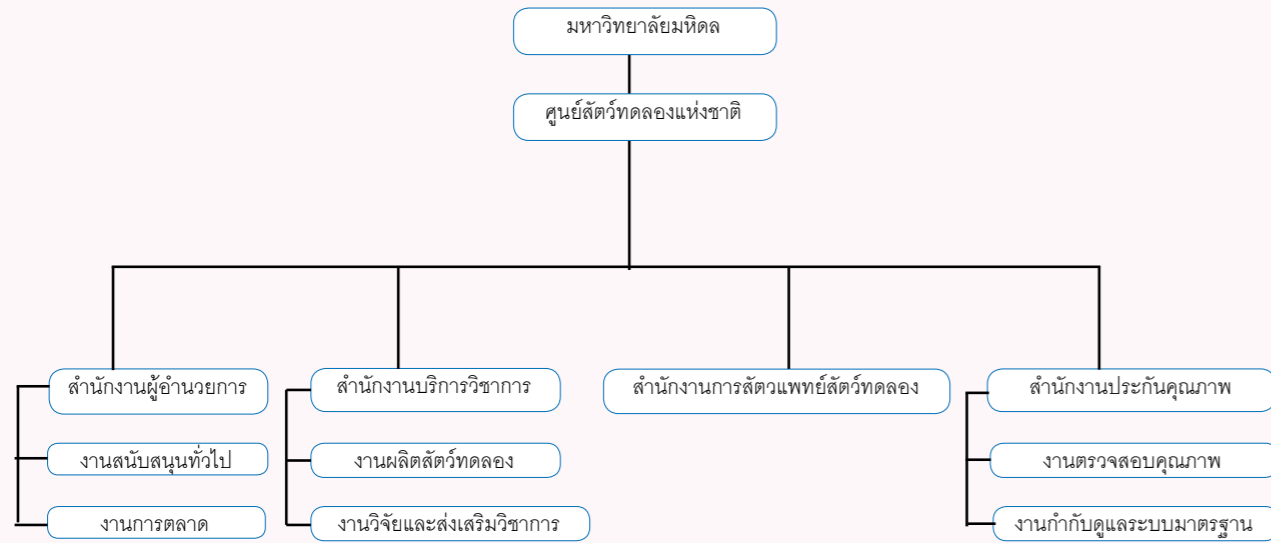 มหาวิทยาลัยมหิดล
ศูนย์สัตว์ทดลองแห่งชาติ
สำนักงานผู้อำนวยการ
สำนักงานบริการวิชาการ
สำนักงานการสัตวแพทย์สัตว์ทดลอง
สำนักงานประกันคุณภาพ
งานสนับสนุนทั่วไป
งานผลิตสัตว์ทดลอง
งานตรวจสอบคุณภาพ
งานการตลาด
งานวิจัยและส่งเสริมวิชาการ
งานกำกับดูแลระบบมาตรฐาน